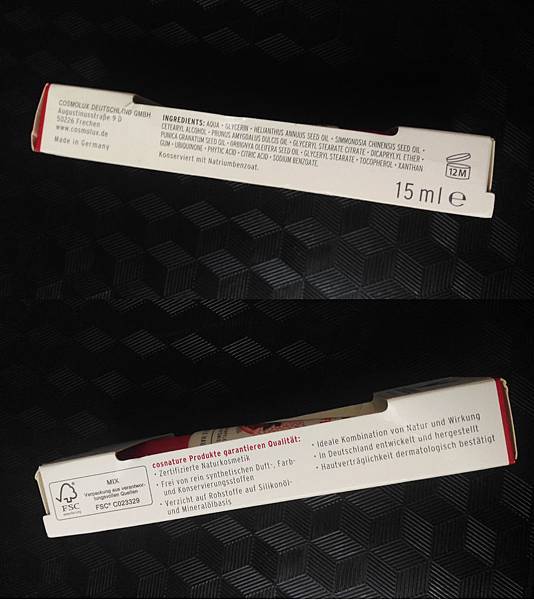 COSMOLUX DEUTSCHLAND GMBH
Augustinusstraße 9 D
50226 Frechen
www.cosmolux.de
Made in Germany
INGREDIENTS: AQUA • GLYCERIN • HELIANTHUS ANNUUS SEED OIL • SIMMONDSIA CHINENSIS SEED OIL •
CETEARYL ALCOHOL • PRUNUS AMYGDALUS DULCIS OIL • GLYCERYL STEARATE CITRATE • DICAPRYLYL ETHER •
PUNICA GRANATUM SEED OIL • ORBIGNYA OLEIFERA SEED OIL • GLYCERYL STEARATE • TOCOPHEROL • XANTHAN
GUM • UBIQUINONE • PHYTIC ACID • CITRIC ACID • SODIUM BENZOATE.
Konserviert mit Natriumbenzoat.
12M
15 ml ℮
FSC
MIX
Verpackung aus verantwor-
tungsvollen Quellen
FSC® C023329
cosnature Produkte garantieren Qualität:
• Zertifizierte Naturkosmetik
• Frei von rein synthetischen Duft-, Farb-
und Konservierungsstoffen
• Verzicht auf Rohstoffe auf Silikonöl-
und Mineralölbasis
• Ideale Kombination von Natur und Wirkung
• In Deutschland entwickelt und hergestellt
• Hautverträglichkeit dermatologisch bestätigt